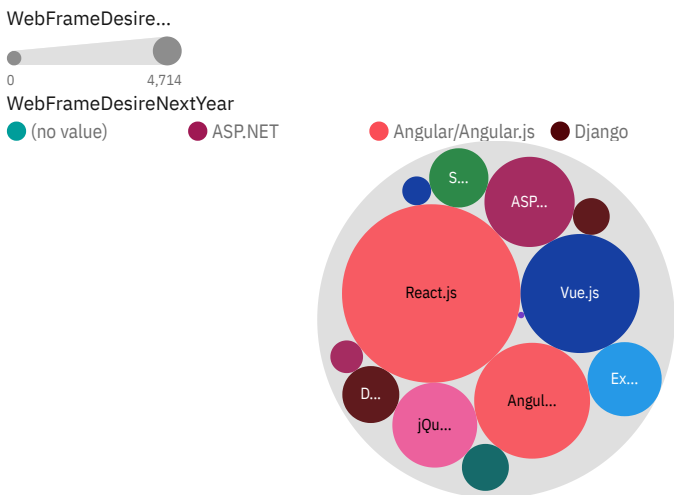 WebFrameDesire...
0 4,714
WebFrameDesireNextYear
(no value) ASP.NET Angular/Angular.js Django
S...
ASP...
React.js Vue.js
Ex...
D... Angul...
jQu...